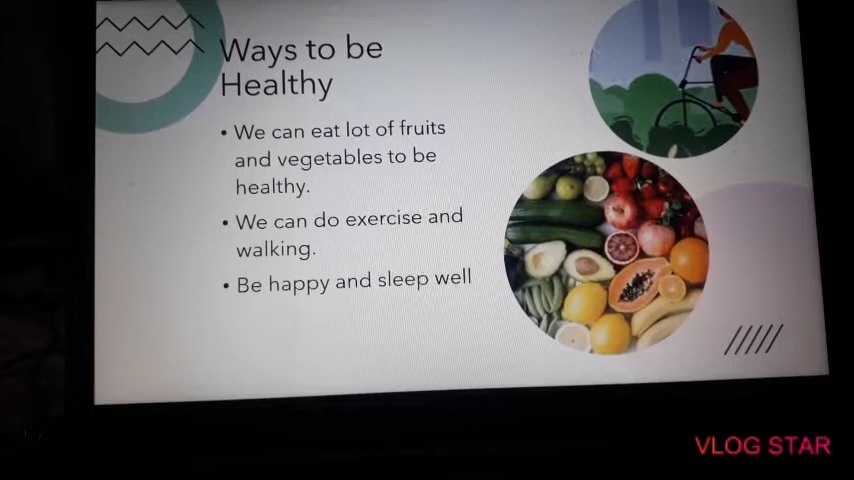 Ways to be
Healthy
• We can eat lot of fruits
and vegetables to be
healthy.
• We can do exercise and
walking.
• Be happy and sleep well
VLOG STAR